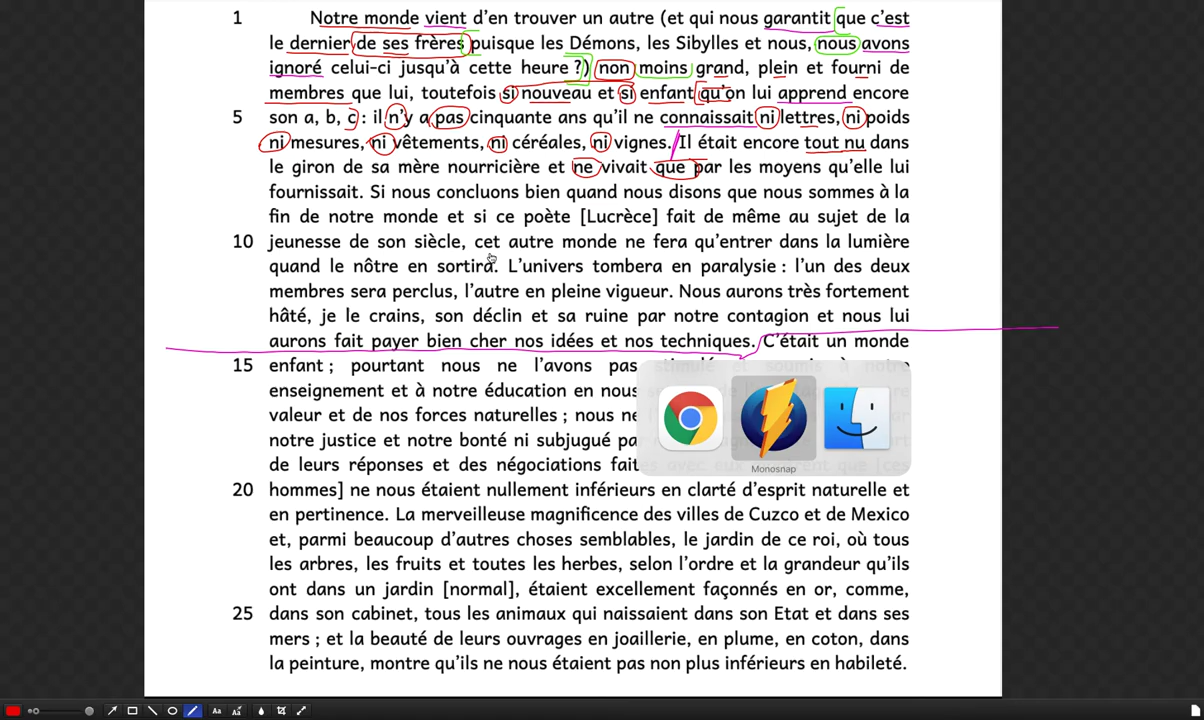 1 Notre monde vient d’en trouver un autre (et qui nous garantit que c’est
le dernier de ses frères puisque les Démons, les Sibylles et nous, nous avons
ignoré celui-ci jusqu’à cette heure ?) non moins grand, plein et fourni de
membres que lui, toutefois si nouveau et si enfant qu’on lui apprend encore
5 son a, b, c : il n’y a pas cinquante ans qu’il ne connaissait ni lettres, ni poids
ni mesures, ni vêtements, ni céréales, ni vignes. Il était encore tout nu dans
le giron de sa mère nourricière et ne vivait que par les moyens qu’elle lui
fournissait. Si nous concluons bien quand nous disons que nous sommes à la
fin de notre monde et si ce poète [Lucrèce] fait de même au sujet de la
10 jeunesse de son siècle, cet autre monde ne fera qu’entrer dans la lumière
quand le nôtre en sortira. L’univers tombera en paralysie : l’un des deux
membres sera perclus, l’autre en pleine vigueur. Nous aurons très fortement
hâté, je le crains, son déclin et sa ruine par notre contagion et nous lui
aurons fait payer bien cher nos idées et nos techniques. C’était un monde
15 enfant ; pourtant nous ne l’avons pas stimulé et soumis à notre
enseignement et à notre éducation en nous
valeur et de nos forces naturelles ; nous ne
notre justice et notre bonté ni subjugué par
de leurs réponses et des négociations faites avec eux que [ces
20 hommes] ne nous étaient nullement inférieurs en clarté d’esprit naturelle et
en pertinence. La merveilleuse magnificence des villes de Cuzco et de Mexico
et, parmi beaucoup d’autres choses semblables, le jardin de ce roi, où tous
les arbres, les fruits et toutes les herbes, selon l’ordre et la grandeur qu’ils
ont dans un jardin [normal], étaient excellement façonnés en or, comme,
25 dans son cabinet, tous les animaux qui naissaient dans son Etat et dans ses
mers ; et la beauté de leurs ouvrages en joaillerie, en plume, en coton, dans
la peinture, montre qu’ils ne nous étaient pas non plus inférieurs en habileté.
Monosnap
Aa Aa